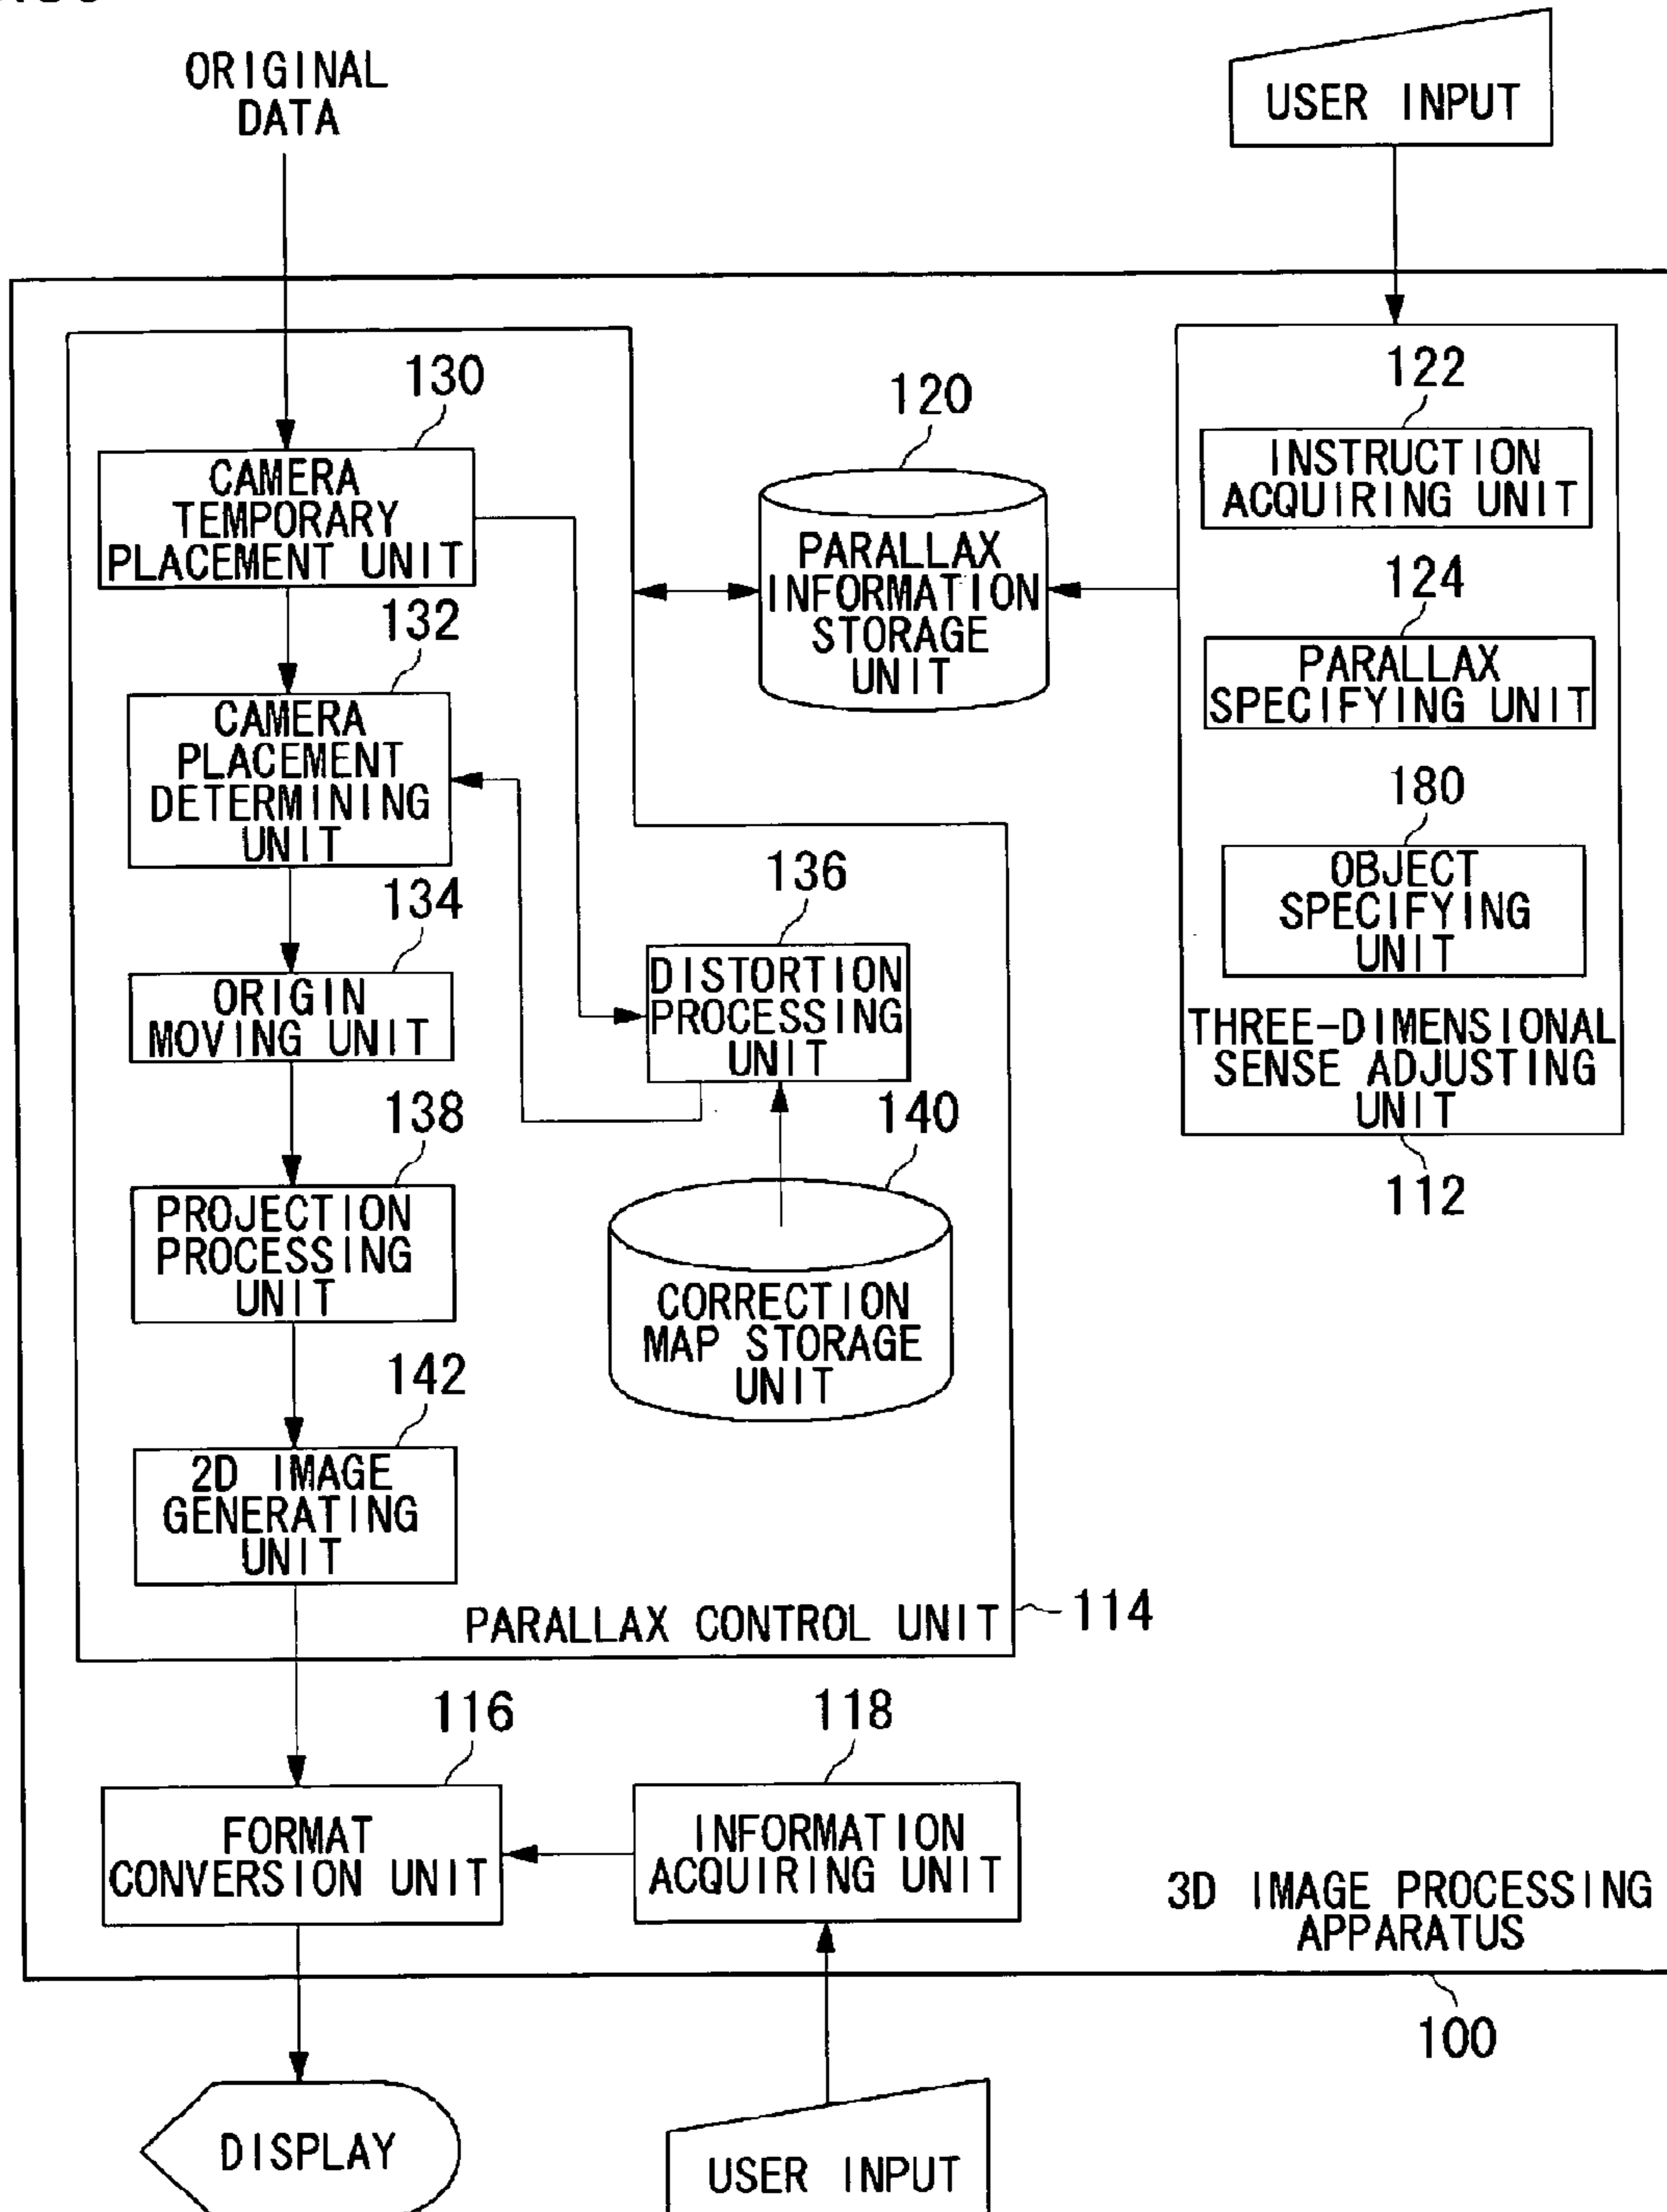 ORIGINAL
DATA
USER INPUT
130
CAMERA
TEMPORARY
PLACEMENT UNIT
132
CAMERA
PLACEMENT
DETERMINING
UNIT
134
ORIGIN
MOVING UNIT
138
PROJECTION
PROCESSING
UNIT
142
2D IMAGE
GENERATING
UNIT
136
DISTORTION
PROCESSING
UNIT
140
CORRECTION
MAP STORAGE
UNIT
PARALLAX CONTROL UNIT
114
120
PARALLAX
INFORMATION
STORAGE
UNIT
122
INSTRUCTION
ACQUIRING UNIT
124
PARALLAX
SPECIFYING UNIT
180
OBJECT
SPECIFYING
UNIT
THREE-DIMENSIONAL
SENSE ADJUSTING
UNIT
112
116
FORMAT
CONVERSION UNIT
118
INFORMATION
ACQUIRING UNIT
3D IMAGE PROCESSING
APPARATUS
100
DISPLAY
USER INPUT